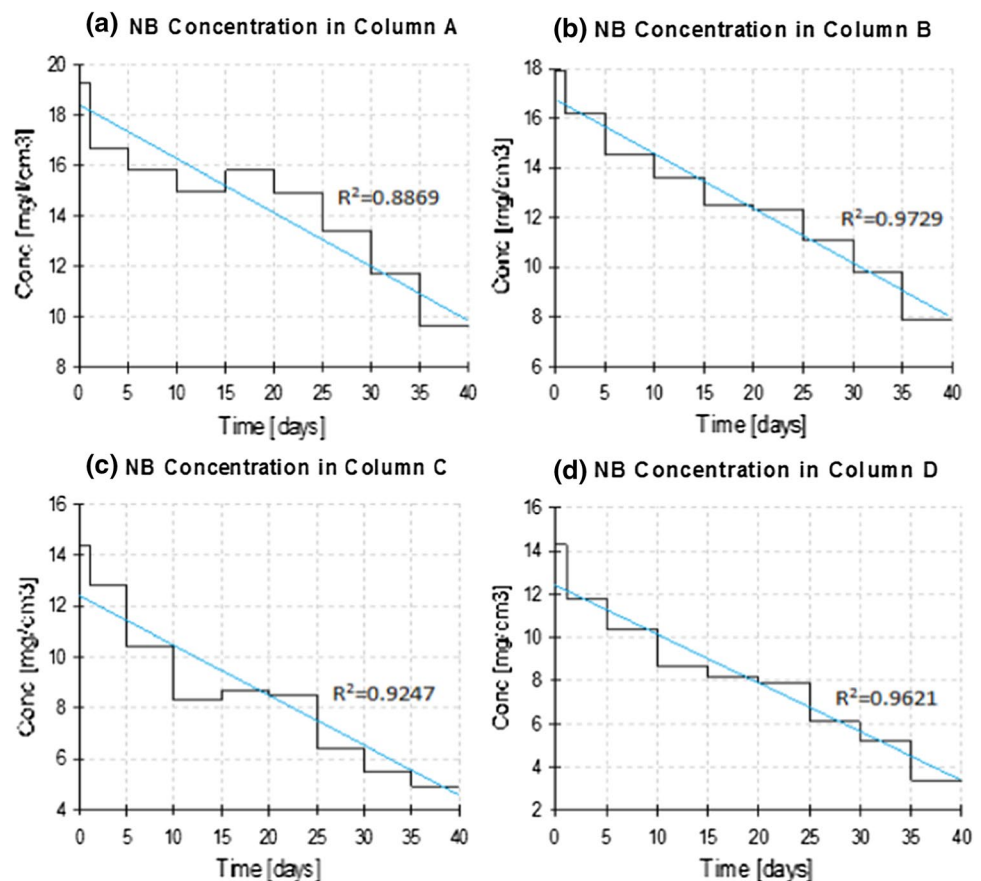 (a) NB Concentration in Column A
20
18
16
14
12
10
8
Conc [mg/l/cm3]
R²=0.8869
0 5 10 15 20 25 30 35 40
Time [days]
(b) NB Concentration in Column B
18
16
14
12
10
8
6
Conc [mg/cm3]
R²=0.9729
0 5 10 15 20 25 30 35 40
Time [days]
(c) NB Concentration in Column C
16
14
12
10
8
6
4
Conc [mg/cm3]
R²=0.9247
0 5 10 15 20 25 30 35 40
Time [days]
(d) NB Concentration in Column D
16
14
12
10
8
6
4
2
Conc [mg/cm3]
R²=0.9621
0 5 10 15 20 25 30 35 40
Time [days]